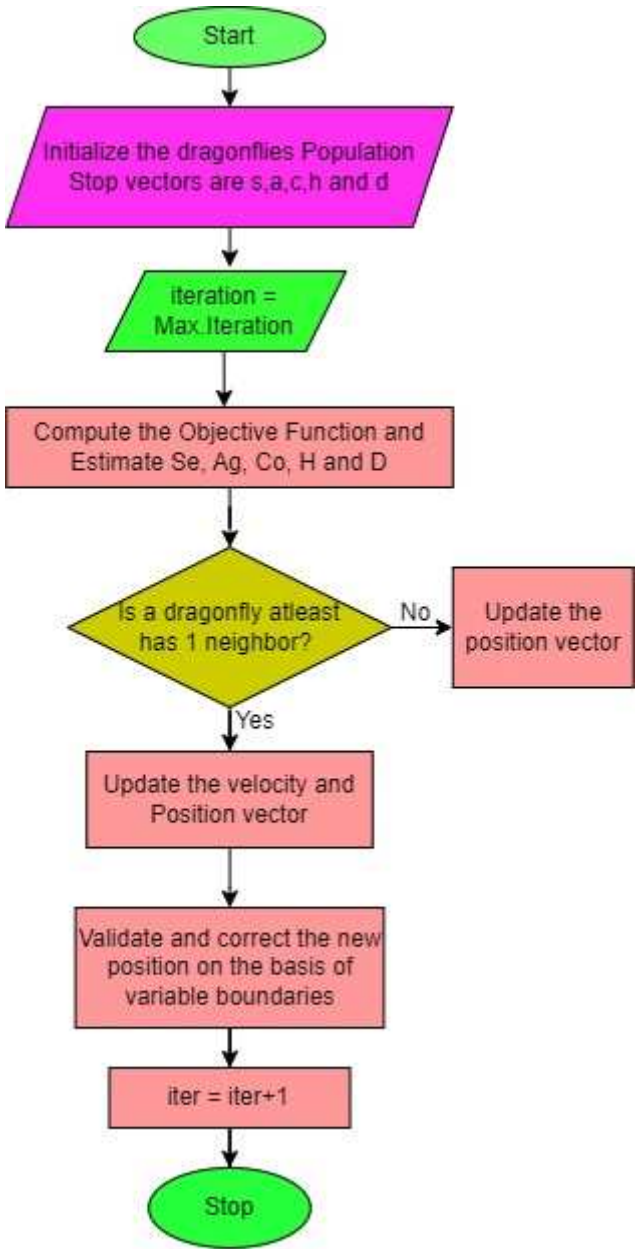 Start
Initialize the dragonflies Population
Stop vectors are s,a,c,h and d
iteration =
Max.Iteration
Compute the Objective Function and
Estimate Se, Ag, Co, H and D
Is a dragonfly atleast
has 1 neighbor?
No
Update the
position vector
Yes
Update the velocity and
Position vector
Validate and correct the new
position on the basis of
variable boundaries
iter = iter+1
Stop